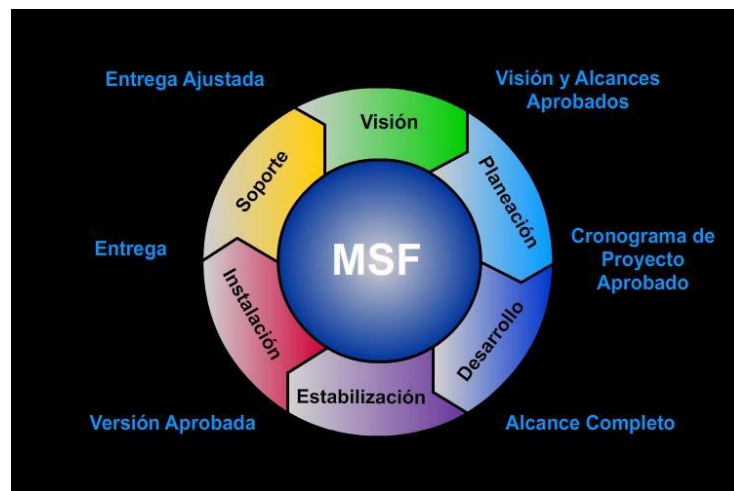 Entrega Ajustada
Visión y Alcances
Aprobados
Visión
Soporte
Planeación
MSF
Entrega
Cronograma de
Proyecto
Aprobado
Instalación
Desarrollo
Estabilización
Versión Aprobada
Alcance Completo